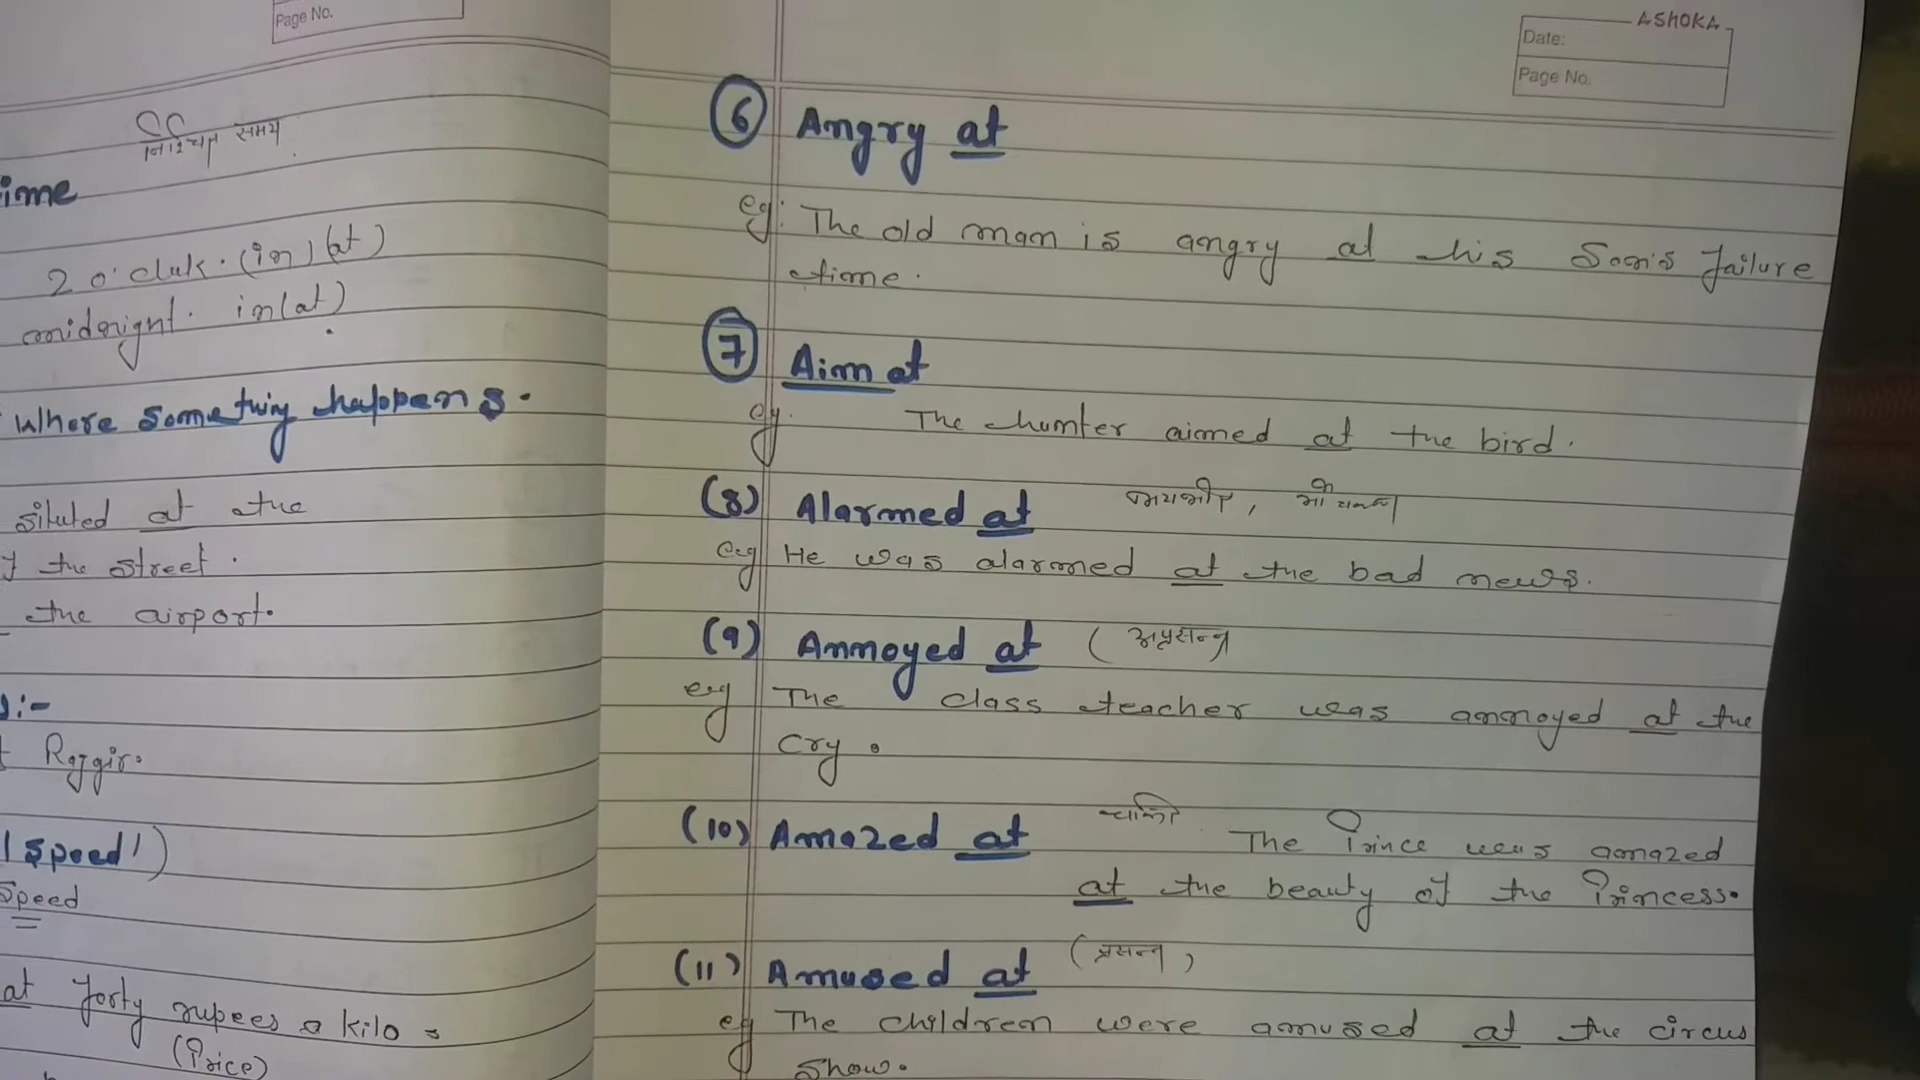 Page No.
निश्चित समय
ime
2 o'clock. (in) (at)
midnight. in (at)
where something happens.
situted at the
f the street.
the airport.
s:-
t Rajgir.
(speed')
Speed
at forty rupees a kilo =
(Price)
ASHOKA
Date:
Page No.
⑥ Angry at
eg: The old man is angry at his son's failure
time.
⑦ Aim at
eg. The hunter aimed at the bird.
(8) Alarmed at भयभीत,
eg He was alarmed at the bad news.
(9) Annoyed at (अप्रसन्न)
eg The class teacher was annoyed at the
cry.
(10) Amazed at चकित The Prince was amazed
at the beauty of the Princess.
(11) Amused at (प्रसन्न)
eg The children were amused at the circus
show.